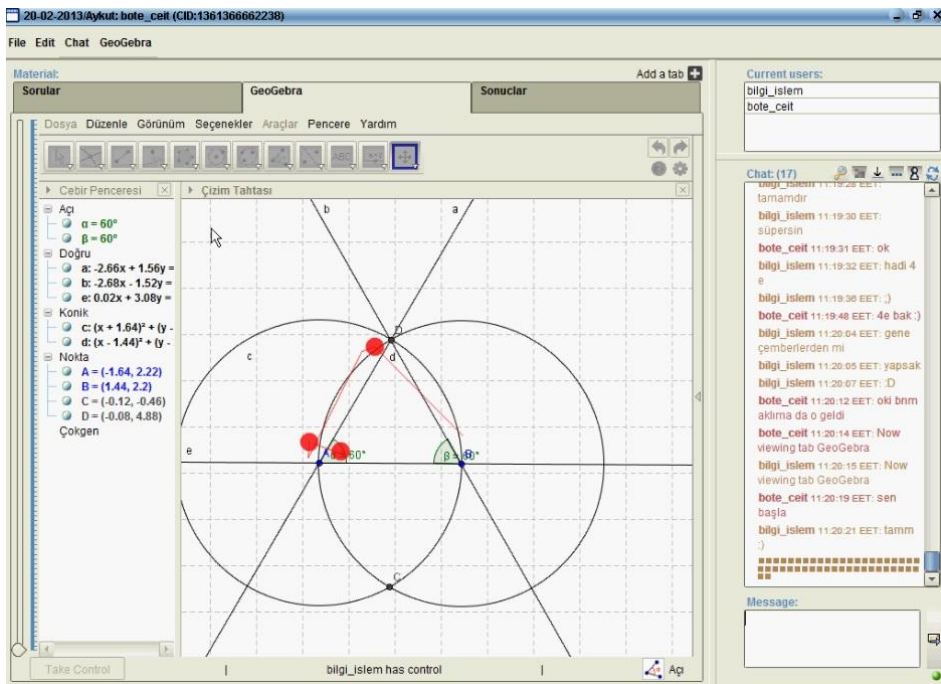 20-02-2013/Aykut: bote_ceit (CID:1361366662238)
File Edit Chat GeoGebra
Material:
Add a tab
Sorular GeoGebra Sonuclar
Dosya Düzenle Görünüm Seçenekler Araçlar Pencere Yardım
ABC
Cebir Penceresi
Açı
α = 60°
β = 60°
Doğru
a: -2.66x + 1.56y =
b: -2.68x - 1.52y =
e: 0.02x + 3.08y =
Konik
c: (x + 1.64)² + (y -
d: (x - 1.44)² + (y -
Nokta
A = (-1.64, 2.22)
B = (1.44, 2.2)
C = (-0.12, -0.46)
D = (-0.08, 4.88)
Çokgen
Çizim Tahtası
b
a
D
c
d
e
A
60°
β = 60°
B
C
Take Control
bilgi_islem has control
Açı
Current users:
bilgi_islem
bote_ceit
Chat: (17)
bilgi_islem 11:19:28 EET:
tamamdır
bilgi_islem 11:19:30 EET:
süpersin
bote_ceit 11:19:31 EET: ok
bilgi_islem 11:19:32 EET: hadi 4
e
bilgi_islem 11:19:36 EET: ;)
bote_ceit 11:19:48 EET: 4e bak :)
bilgi_islem 11:20:04 EET: gene
çemberlerden mi
bilgi_islem 11:20:05 EET: yapsak
bilgi_islem 11:20:07 EET: :D
bote_ceit 11:20:12 EET: oki bnm
aklıma da o geldi
bote_ceit 11:20:14 EET: Now
viewing tab GeoGebra
bilgi_islem 11:20:15 EET: Now
viewing tab GeoGebra
bote_ceit 11:20:19 EET: sen
başla
bilgi_islem 11:20:21 EET: tamm
:)
Message: